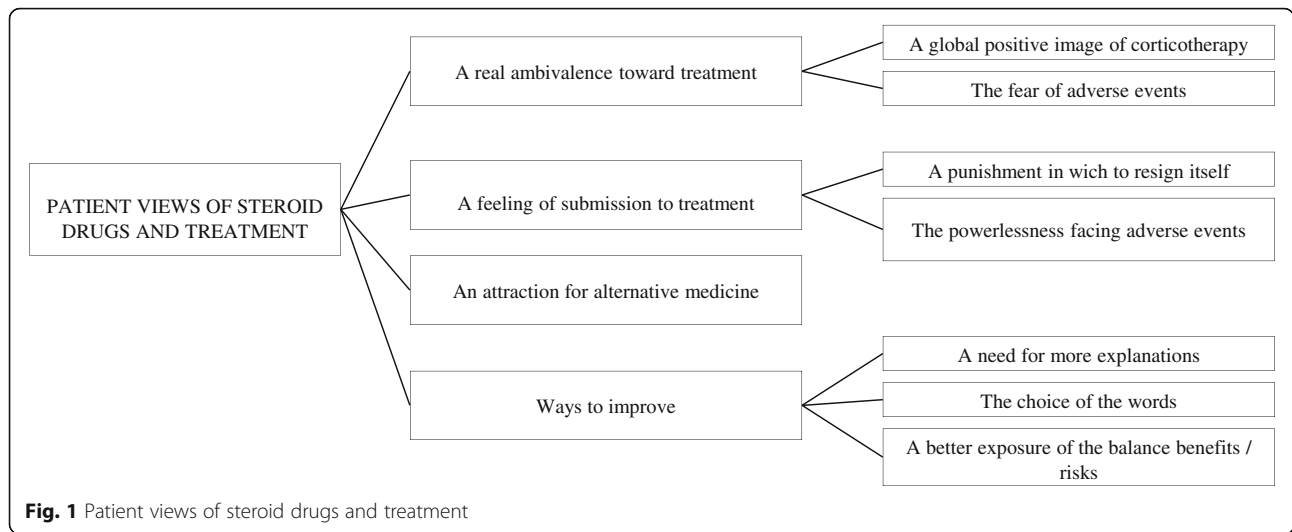 PATIENT VIEWS OF STEROID
DRUGS AND TREATMENT
A real ambivalence toward treatment
A global positive image of corticotherapy
The fear of adverse events
A feeling of submission to treatment
A punishment in wich to resign itself
The powerlessness facing adverse events
An attraction for alternative medicine
Ways to improve
A need for more explanations
The choice of the words
A better exposure of the balance benefits /
risks
Fig. 1 Patient views of steroid drugs and treatment